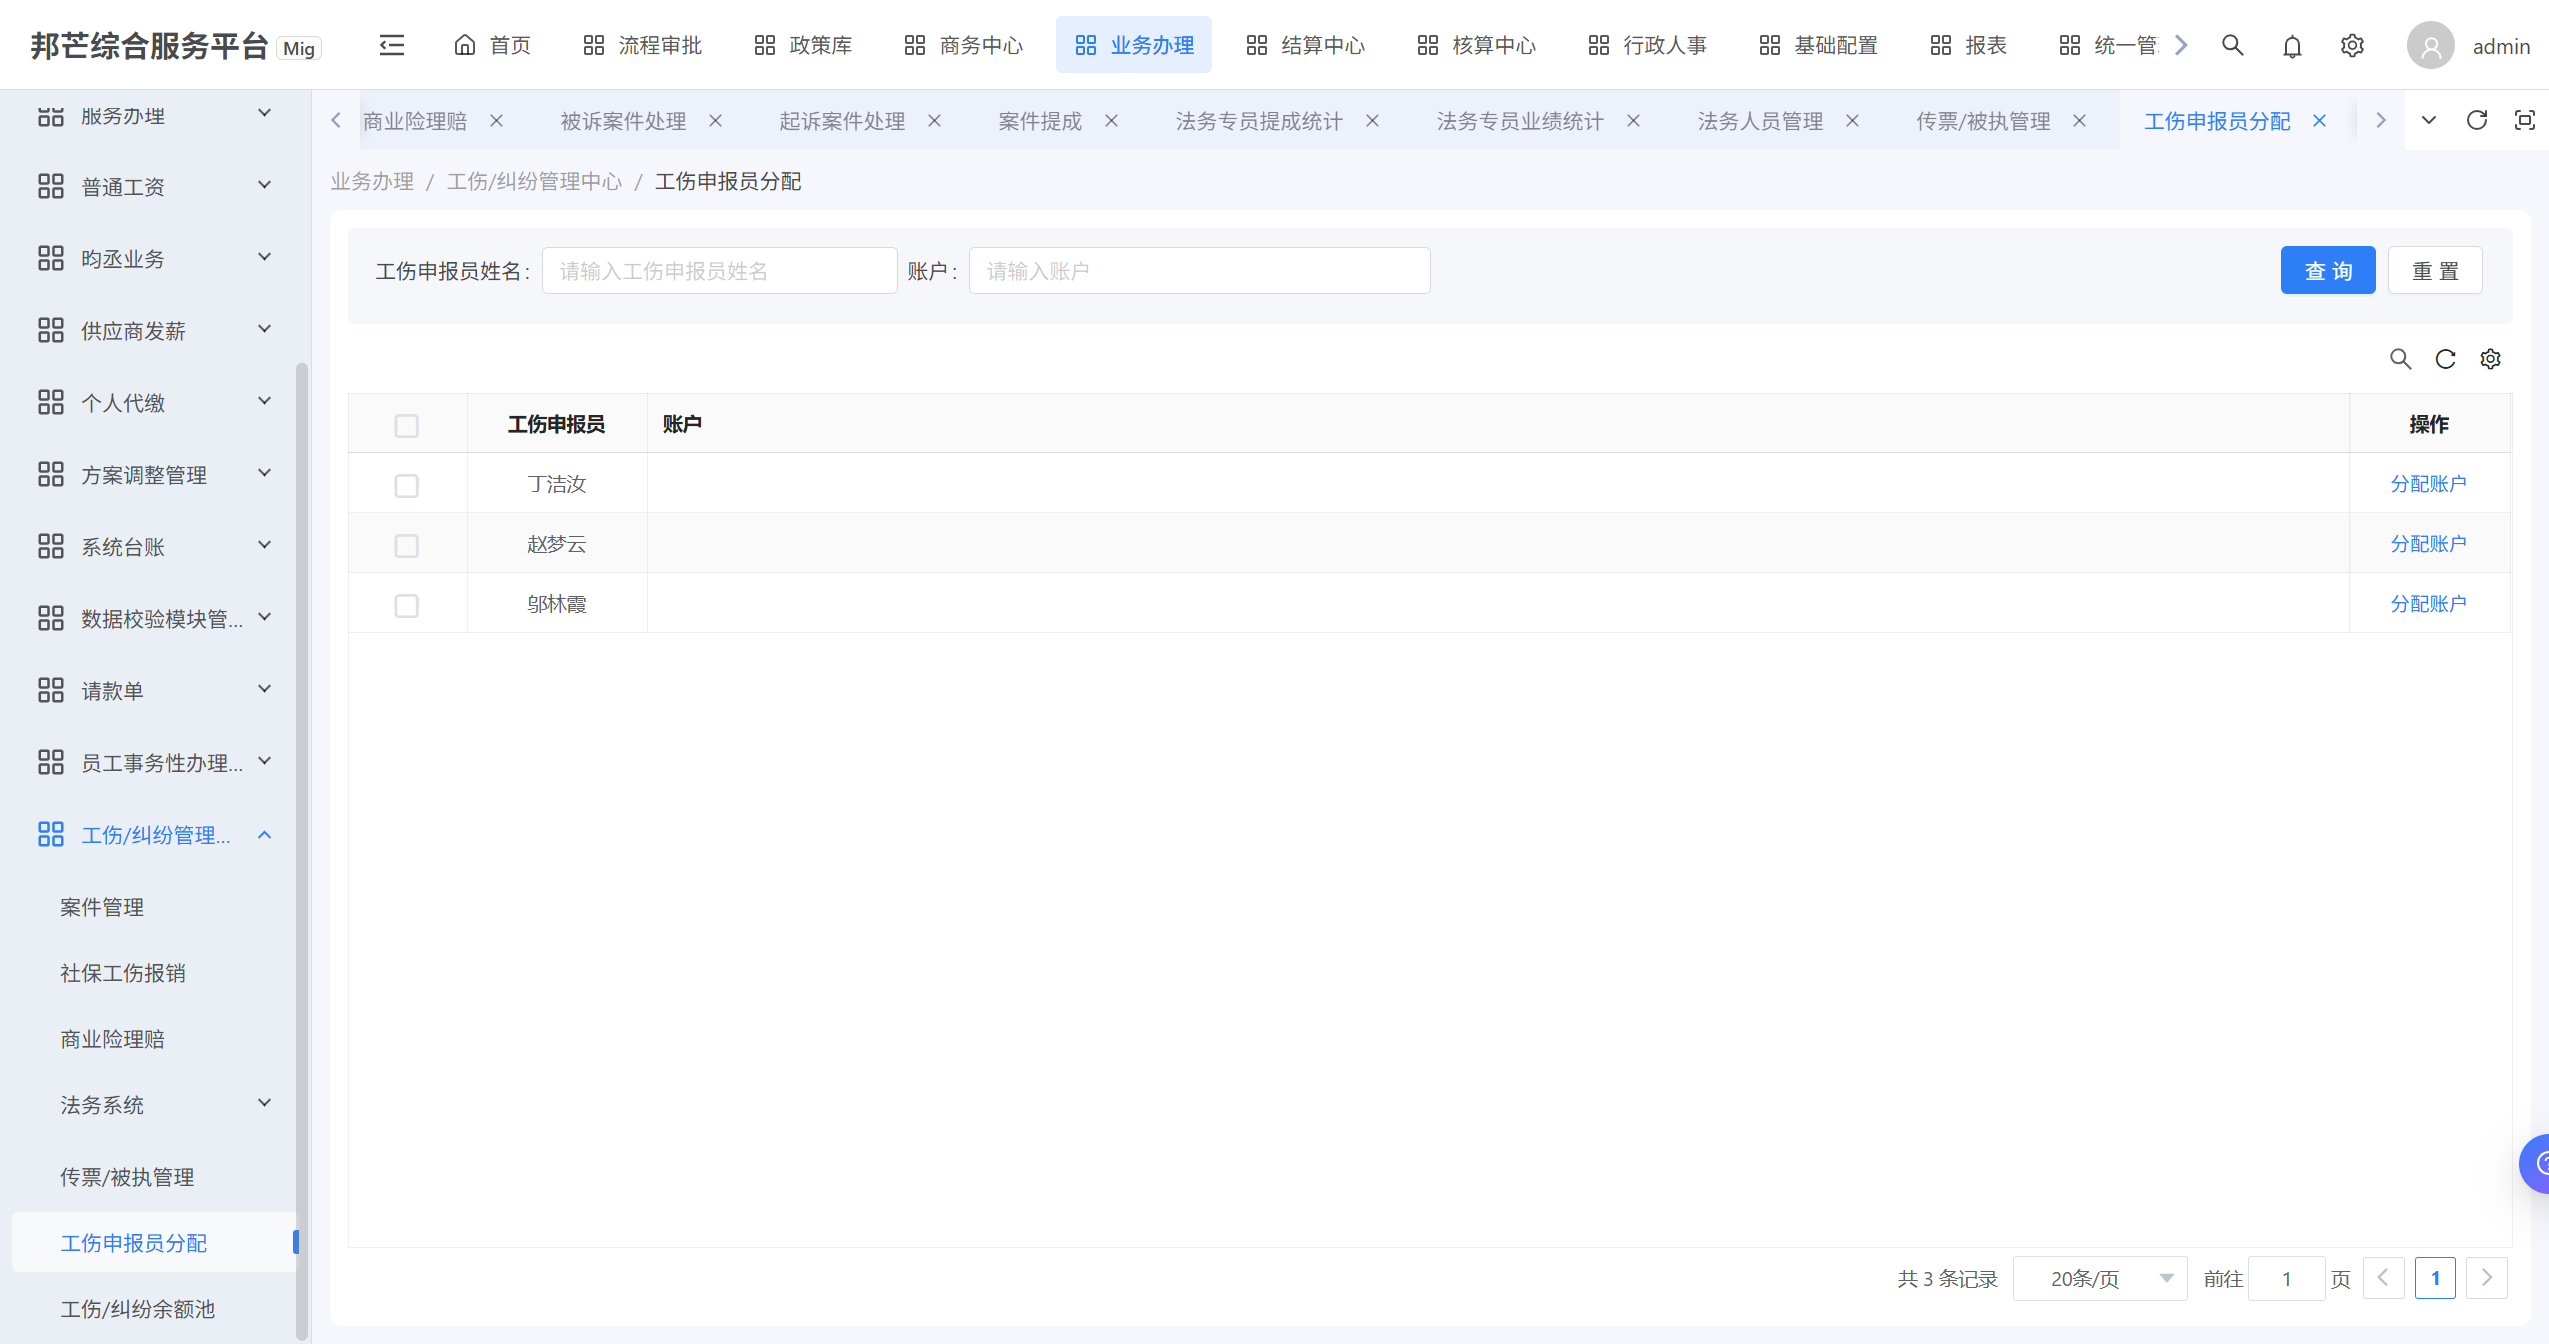 邦芒综合服务平台 Mig
首页 流程审批 政策库 商务中心 业务办理 结算中心 核算中心 行政人事 基础配置 报表 统一管
admin
服务办理
普通工资
昀丞业务
供应商发薪
个人代缴
方案调整管理
系统台账
数据校验模块管...
请款单
员工事务性办理...
工伤/纠纷管理...
案件管理
社保工伤报销
商业险理赔
法务系统
传票/被执管理
工伤申报员分配
工伤/纠纷余额池
商业险理赔 被诉案件处理 起诉案件处理 案件提成 法务专员提成统计 法务专员业绩统计 法务人员管理 传票/被执管理 工伤申报员分配
业务办理 / 工伤/纠纷管理中心 / 工伤申报员分配
工伤申报员姓名: 请输入工伤申报员姓名 账户: 请输入账户 查询 重置
工伤申报员 账户 操作
丁洁汝 分配账户
赵梦云 分配账户
邬林霞 分配账户
共 3 条记录 20条/页 前往 1 页 1